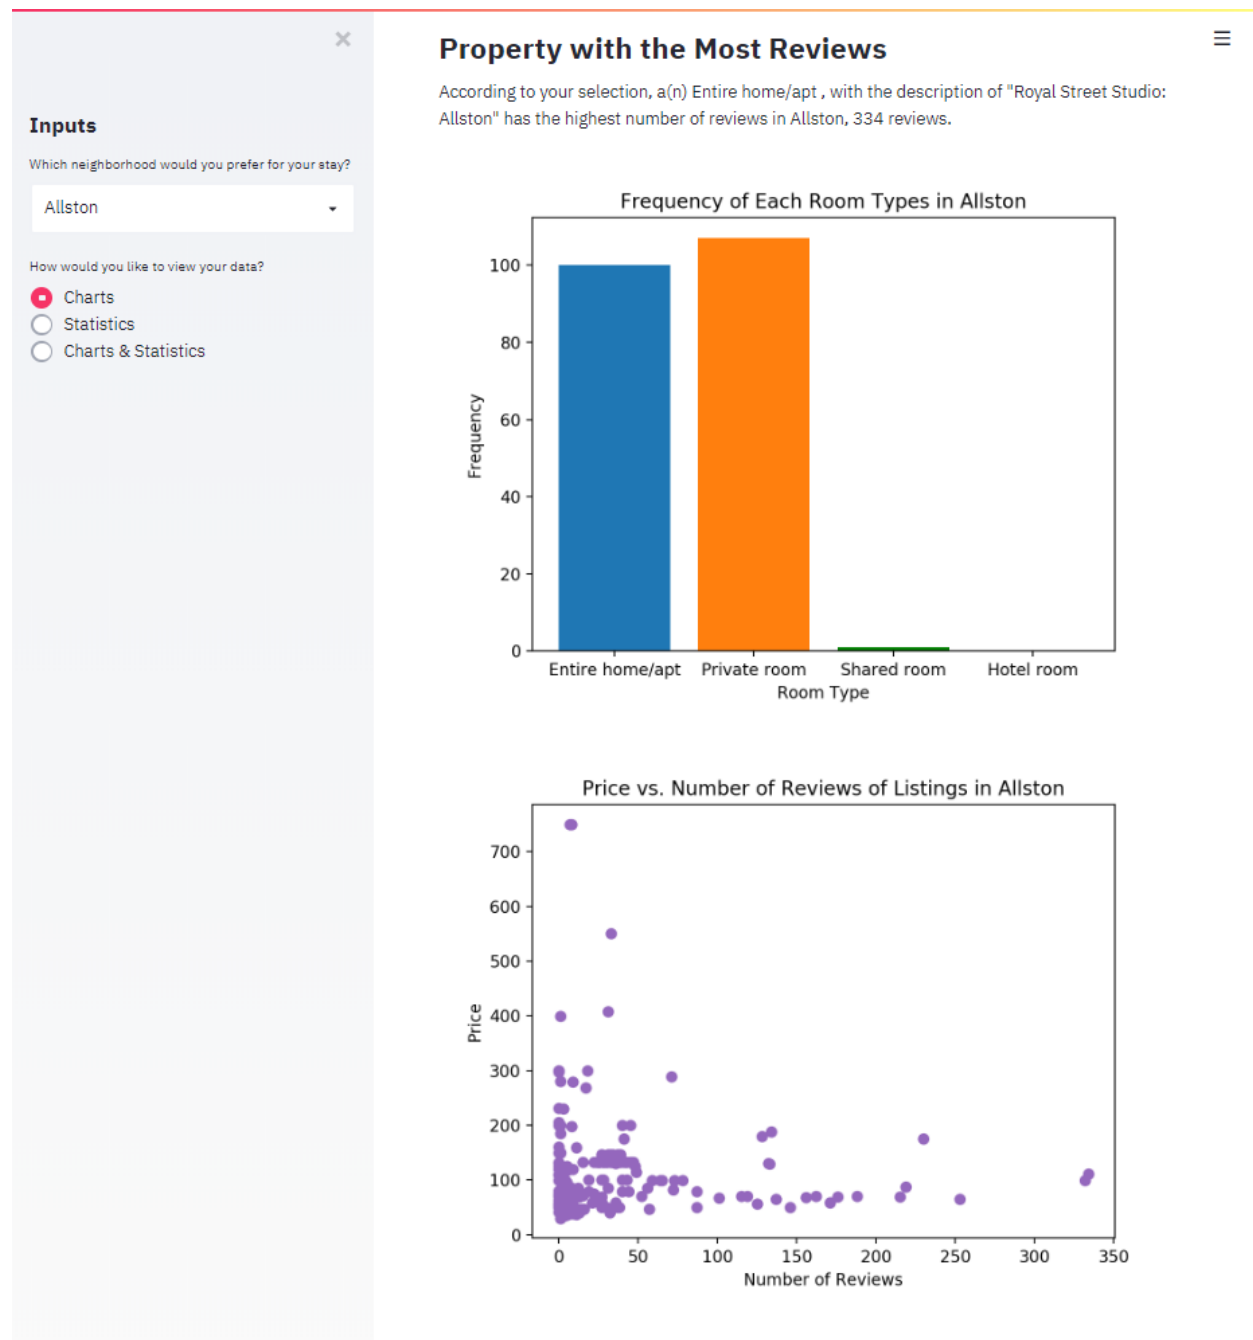 Inputs
Which neighborhood would you prefer for your stay?
Allston
How would you like to view your data?
Charts
Statistics
Charts & Statistics
Property with the Most Reviews
According to your selection, a(n) Entire home/apt , with the description of "Royal Street Studio:
Allston" has the highest number of reviews in Allston, 334 reviews.
Frequency of Each Room Types in Allston
Frequency
100
80
60
40
20
0
Entire home/apt Private room Shared room Hotel room
Room Type
Price vs. Number of Reviews of Listings in Allston
Price
700
600
500
400
300
200
100
0
0 50 100 150 200 250 300 350
Number of Reviews